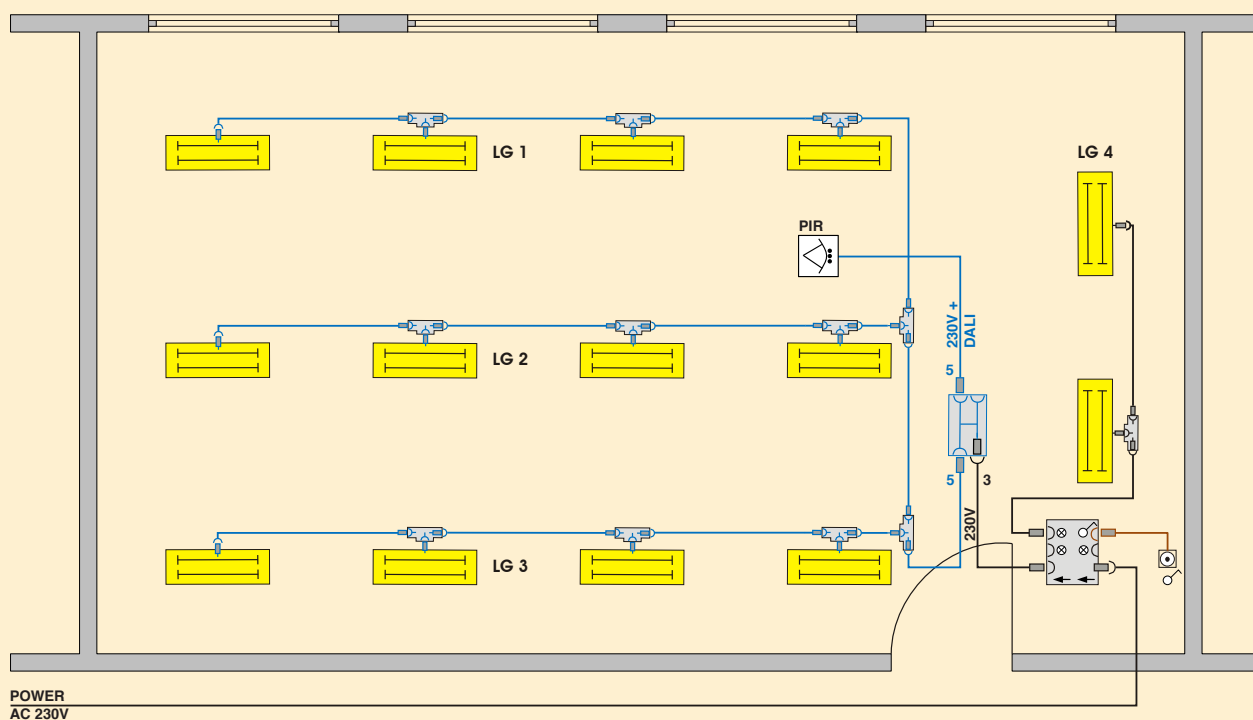 LG 1
LG 4
PIR
230V +
DALI
LG 2
5
5
3
230V
LG 3
POWER
AC 230V